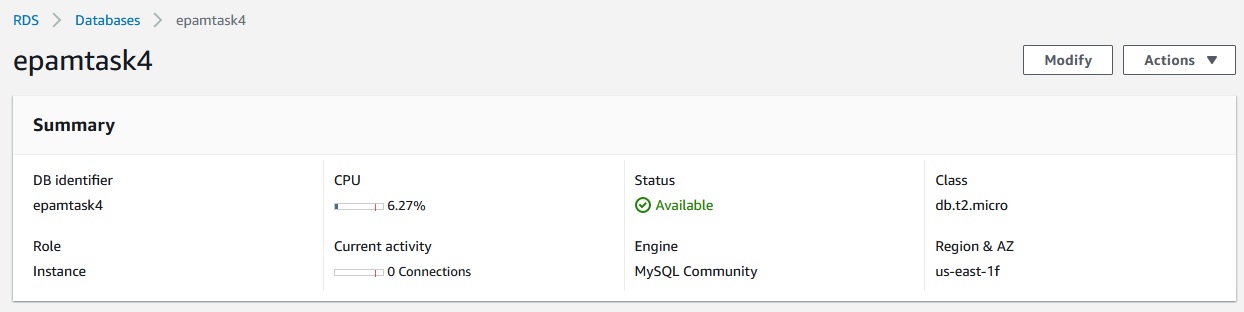 RDS > Databases > epamtask4
epamtask4
Modify
Actions
Summary
DB identifier
epamtask4
CPU
6.27%
Status
Available
Class
db.t2.micro
Role
Instance
Current activity
0 Connections
Engine
MySQL Community
Region & AZ
us-east-1f